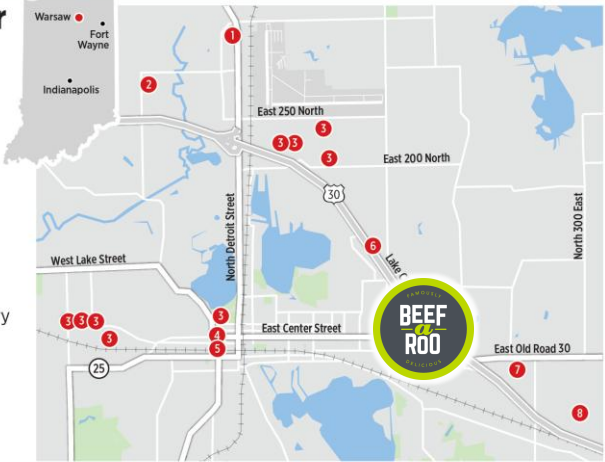 r
Warsaw
Fort
Wayne
Indianapolis
1
2
East 250 North
3
3 3
3
East 200 North
30
North Detroit Street
North 300 East
6
West Lake Street
Lake C
FAMOUSLY
BEEF
a
ROO
DELICIOUS
3 3 3
3
y
3
4
East Center Street
5
East Old Road 30
25
7
8